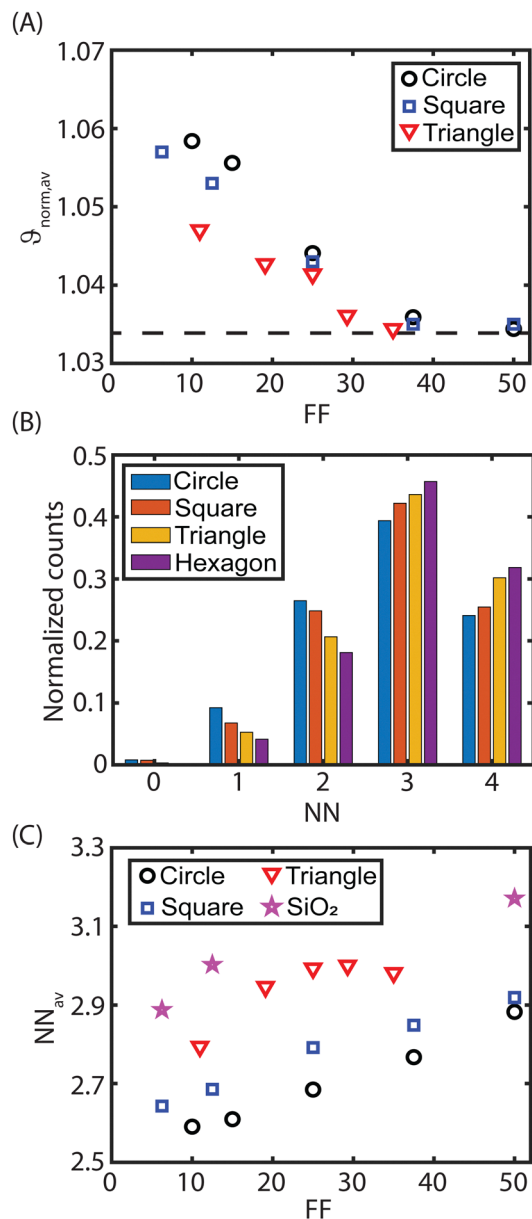 (A)
1.07
1.06
1.05
1.04
1.03
ϑnorm,av
Circle
Square
Triangle
0 10 20 30 40 50
FF
(B)
0.5
0.4
0.3
0.2
0.1
0
Normalized counts
Circle
Square
Triangle
Hexagon
0 1 2 3 4
NN
(C)
3.3
3.1
2.9
2.7
2.5
NNav
Circle Triangle
Square SiO₂
0 10 20 30 40 50
FF